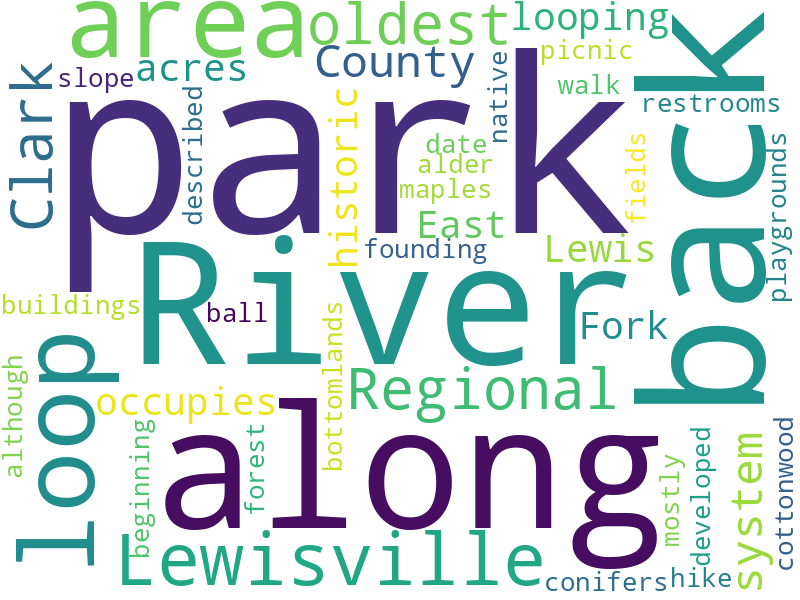 area
oldest
looping
back
slope
acres
County
picnic
Clark
park
described
historic
native
walk
restrooms
date
alder
maples
fields
playgrounds
East
founding
Lewis
River
buildings
ball
Fork
loop
although
bottomlands
occupies
Regional
along
beginning
forest
mostly
developed
system
cottonwood
Lewisville
conifers
hike